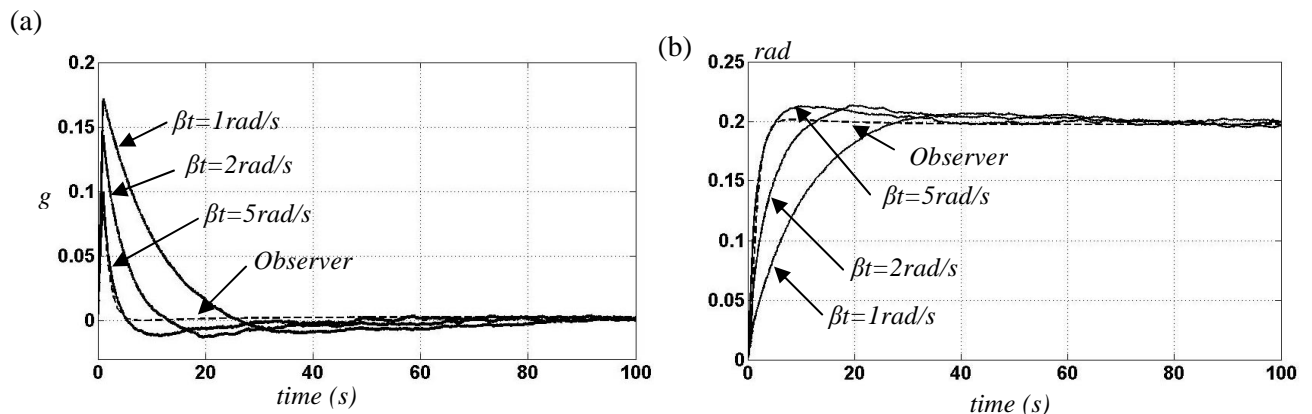 (a)
0.2
0.15
0.1
0.05
0
g
βt=1rad/s
βt=2rad/s
βt=5rad/s
Observer
0 20 40 60 80 100
time (s)
(b)
rad
0.25
0.2
0.15
0.1
0.05
0
Observer
βt=5rad/s
βt=2rad/s
βt=1rad/s
0 20 40 60 80 100
time (s)